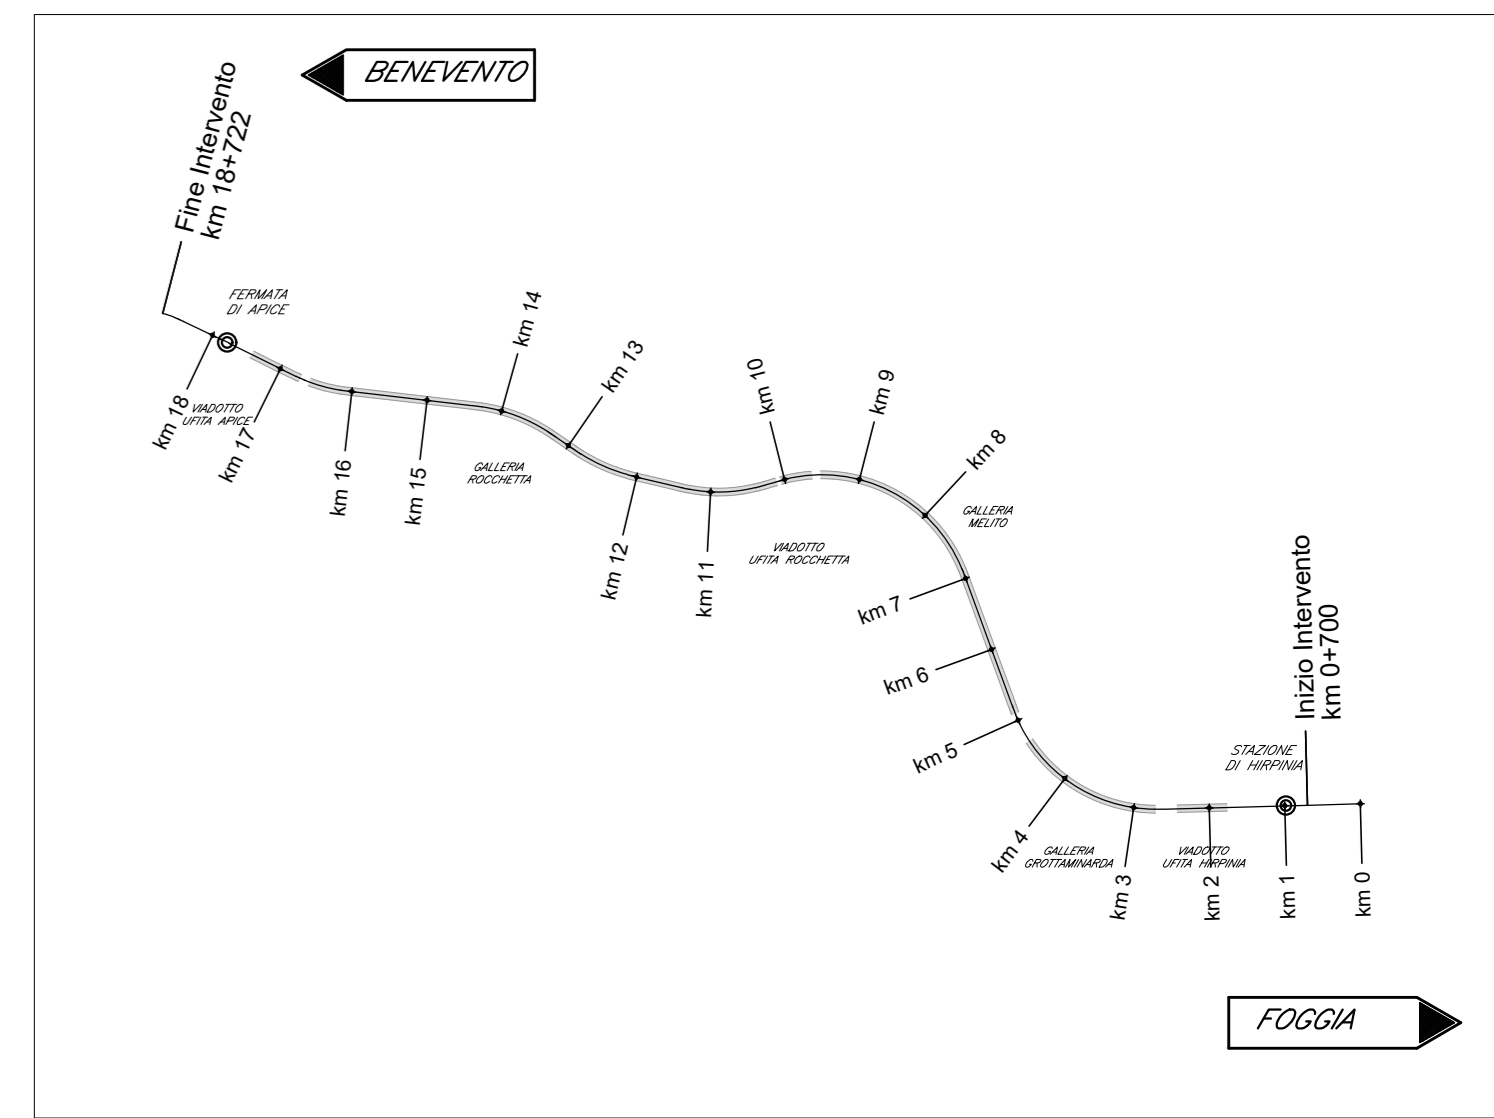 BENEVENTO
Fine Intervento
km 18+722
FERMATA
DI APICE
km 18
VIADOTTO
UFITA APICE
km 17
km 16
km 15
km 14
GALLERIA
ROCCHETTA
km 13
km 12
km 11
km 10
VIADOTTO
UFITA ROCCHETTA
km 9
km 8
GALLERIA
MELITO
km 7
km 6
km 5
km 4
GALLERIA
GROTTAMINARDA
km 3
VIADOTTO
UFITA HIRPINIA
km 2
STAZIONE
DI HIRPINIA
km 1
Inizio Intervento
km 0+700
km 0
FOGGIA